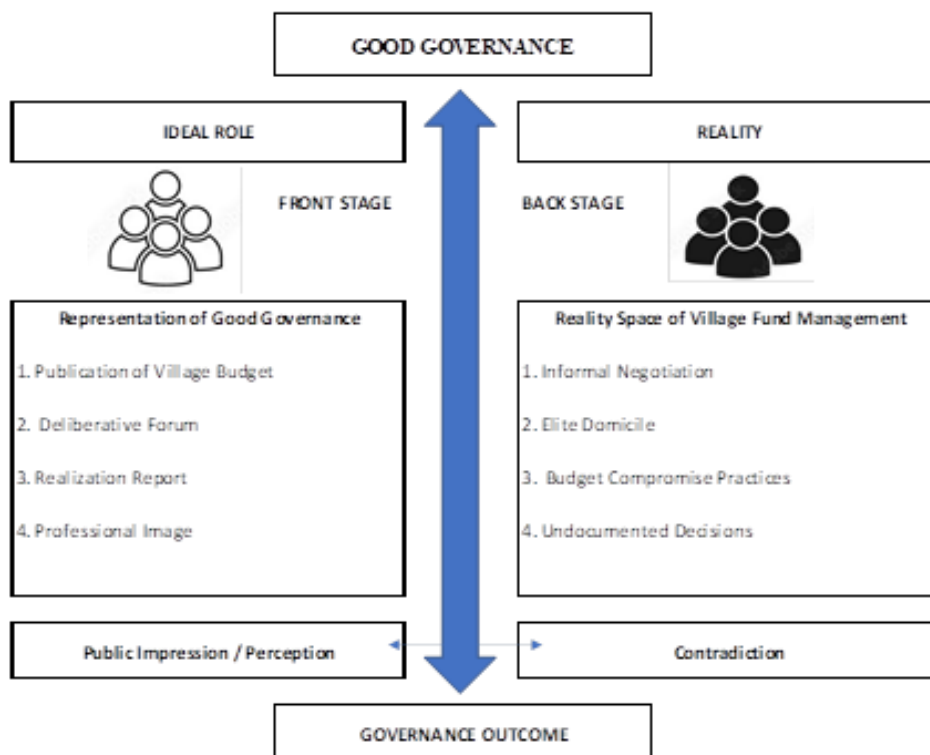 GOOD GOVERNANCE
IDEAL ROLE
REALITY
FRONT STAGE
BACK STAGE
Representation of Good Governance
1. Publication of Village Budget
2. Deliberative Forum
3. Realization Report
4. Professional Image
Reality Space of Village Fund Management
1. Informal Negotiation
2. Elite Domicile
3. Budget Compromise Practices
4. Undocumented Decisions
Public Impression / Perception
Contradiction
GOVERNANCE OUTCOME